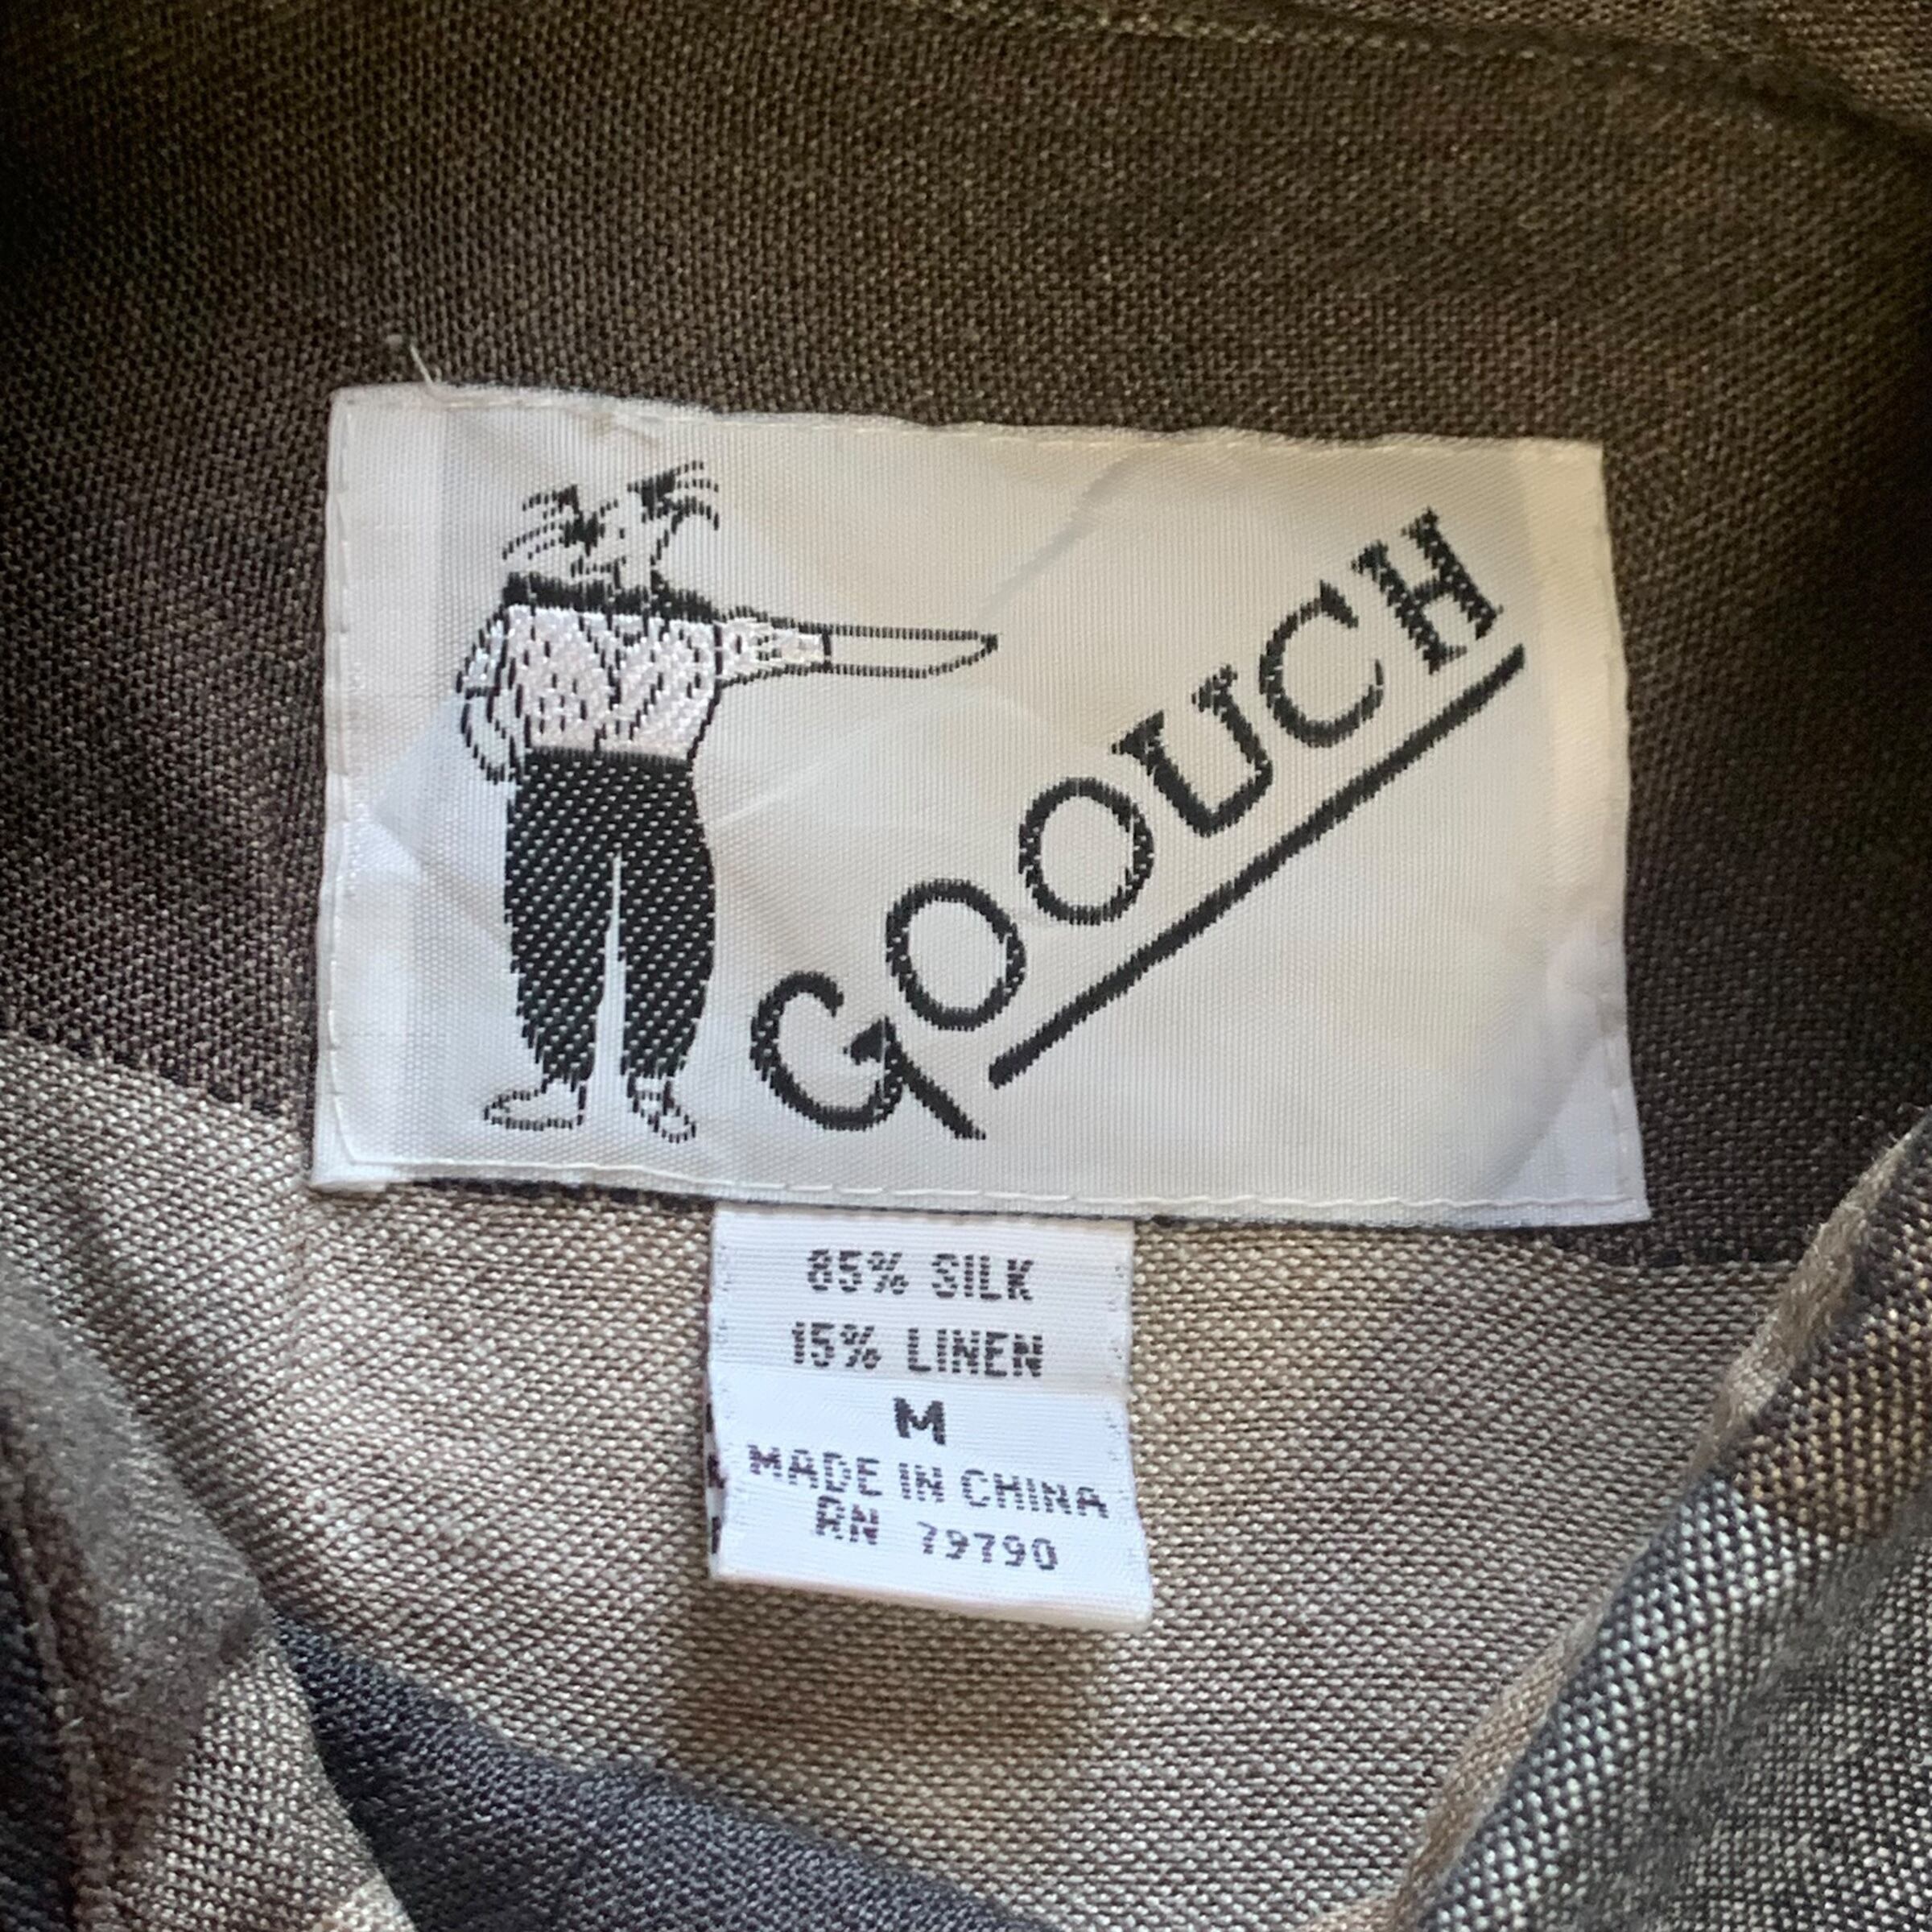 GOOUCH
85% SILK
15% LINEN
M
MADE IN CHINA
RN 79790